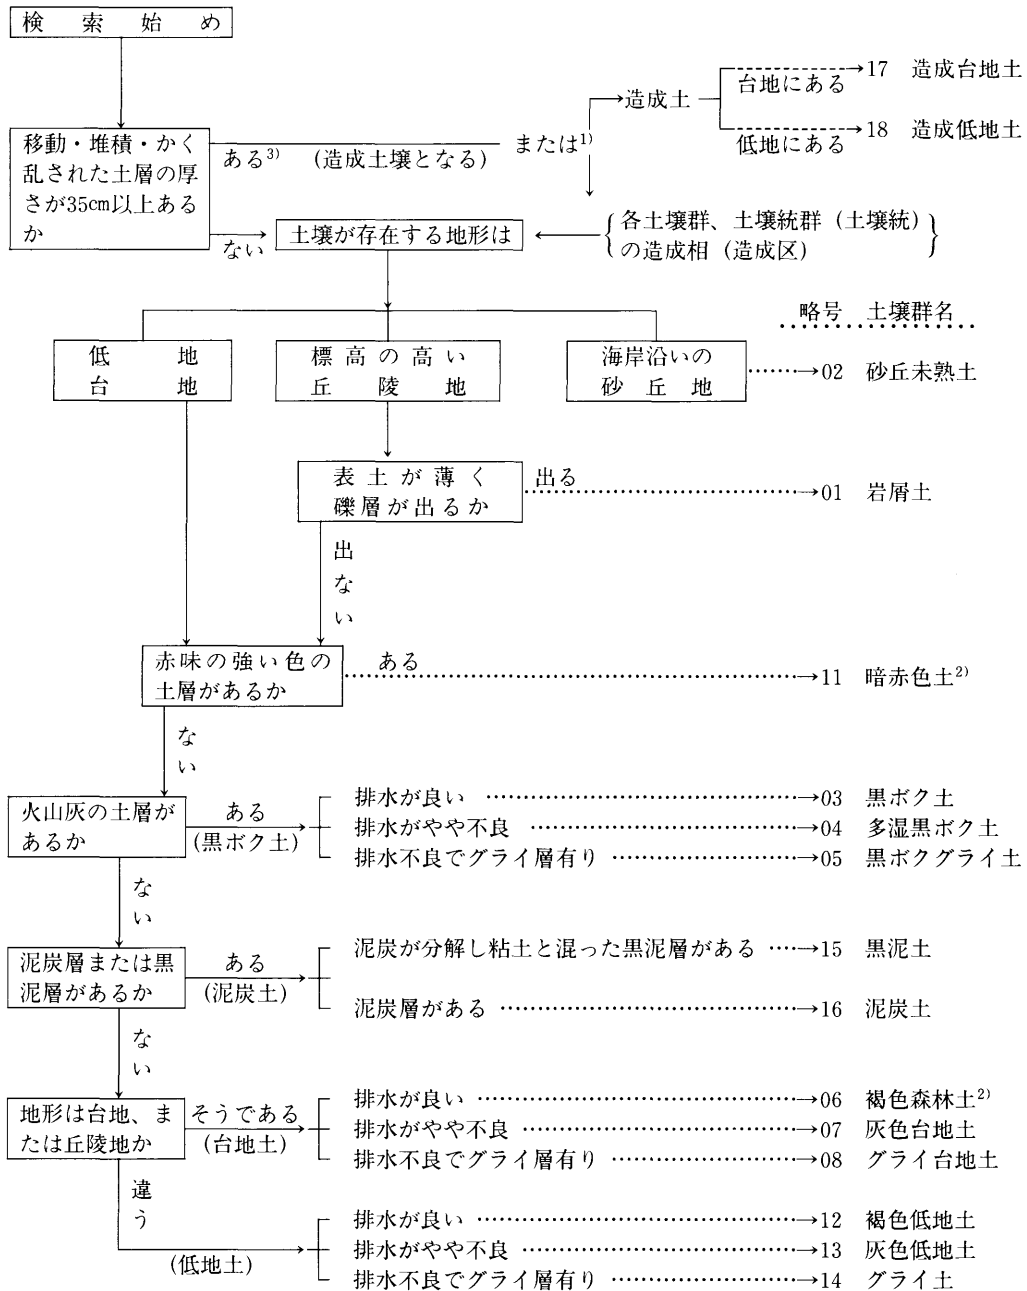 検索始め
移動・堆積・かく
乱された土層の厚
さが35cm以上ある
か
ある3) (造成土壌となる)
または1)
造成土
台地にある
17 造成台地土
低地にある
18 造成低地土
ない
土壌が存在する地形は
各土壌群、土壌統群（土壌統）
の造成相（造成区）
略号 土壌群名
低地
台地
標高の高い
丘陵地
海岸沿いの
砂丘地
02 砂丘未熟土
表土が薄く
礫層が出るか
出る
01 岩屑土
出ない
赤味の強い色の
土層があるか
ある
11 暗赤色土2)
ない
火山灰の土層が
あるか
ある
(黒ボク土)
排水が良い 03 黒ボク土
排水がやや不良 04 多湿黒ボク土
排水不良でグライ層有り 05 黒ボクグライ土
ない
泥炭層または黒
泥層があるか
ある
(泥炭土)
泥炭が分解し粘土と混った黒泥層がある 15 黒泥土
泥炭層がある 16 泥炭土
ない
地形は台地、ま
たは丘陵地か
そうである
(台地土)
排水が良い 06 褐色森林土2)
排水がやや不良 07 灰色台地土
排水不良でグライ層有り 08 グライ台地土
違う
(低地土)
排水が良い 12 褐色低地土
排水がやや不良 13 灰色低地土
排水不良でグライ層有り 14 グライ土